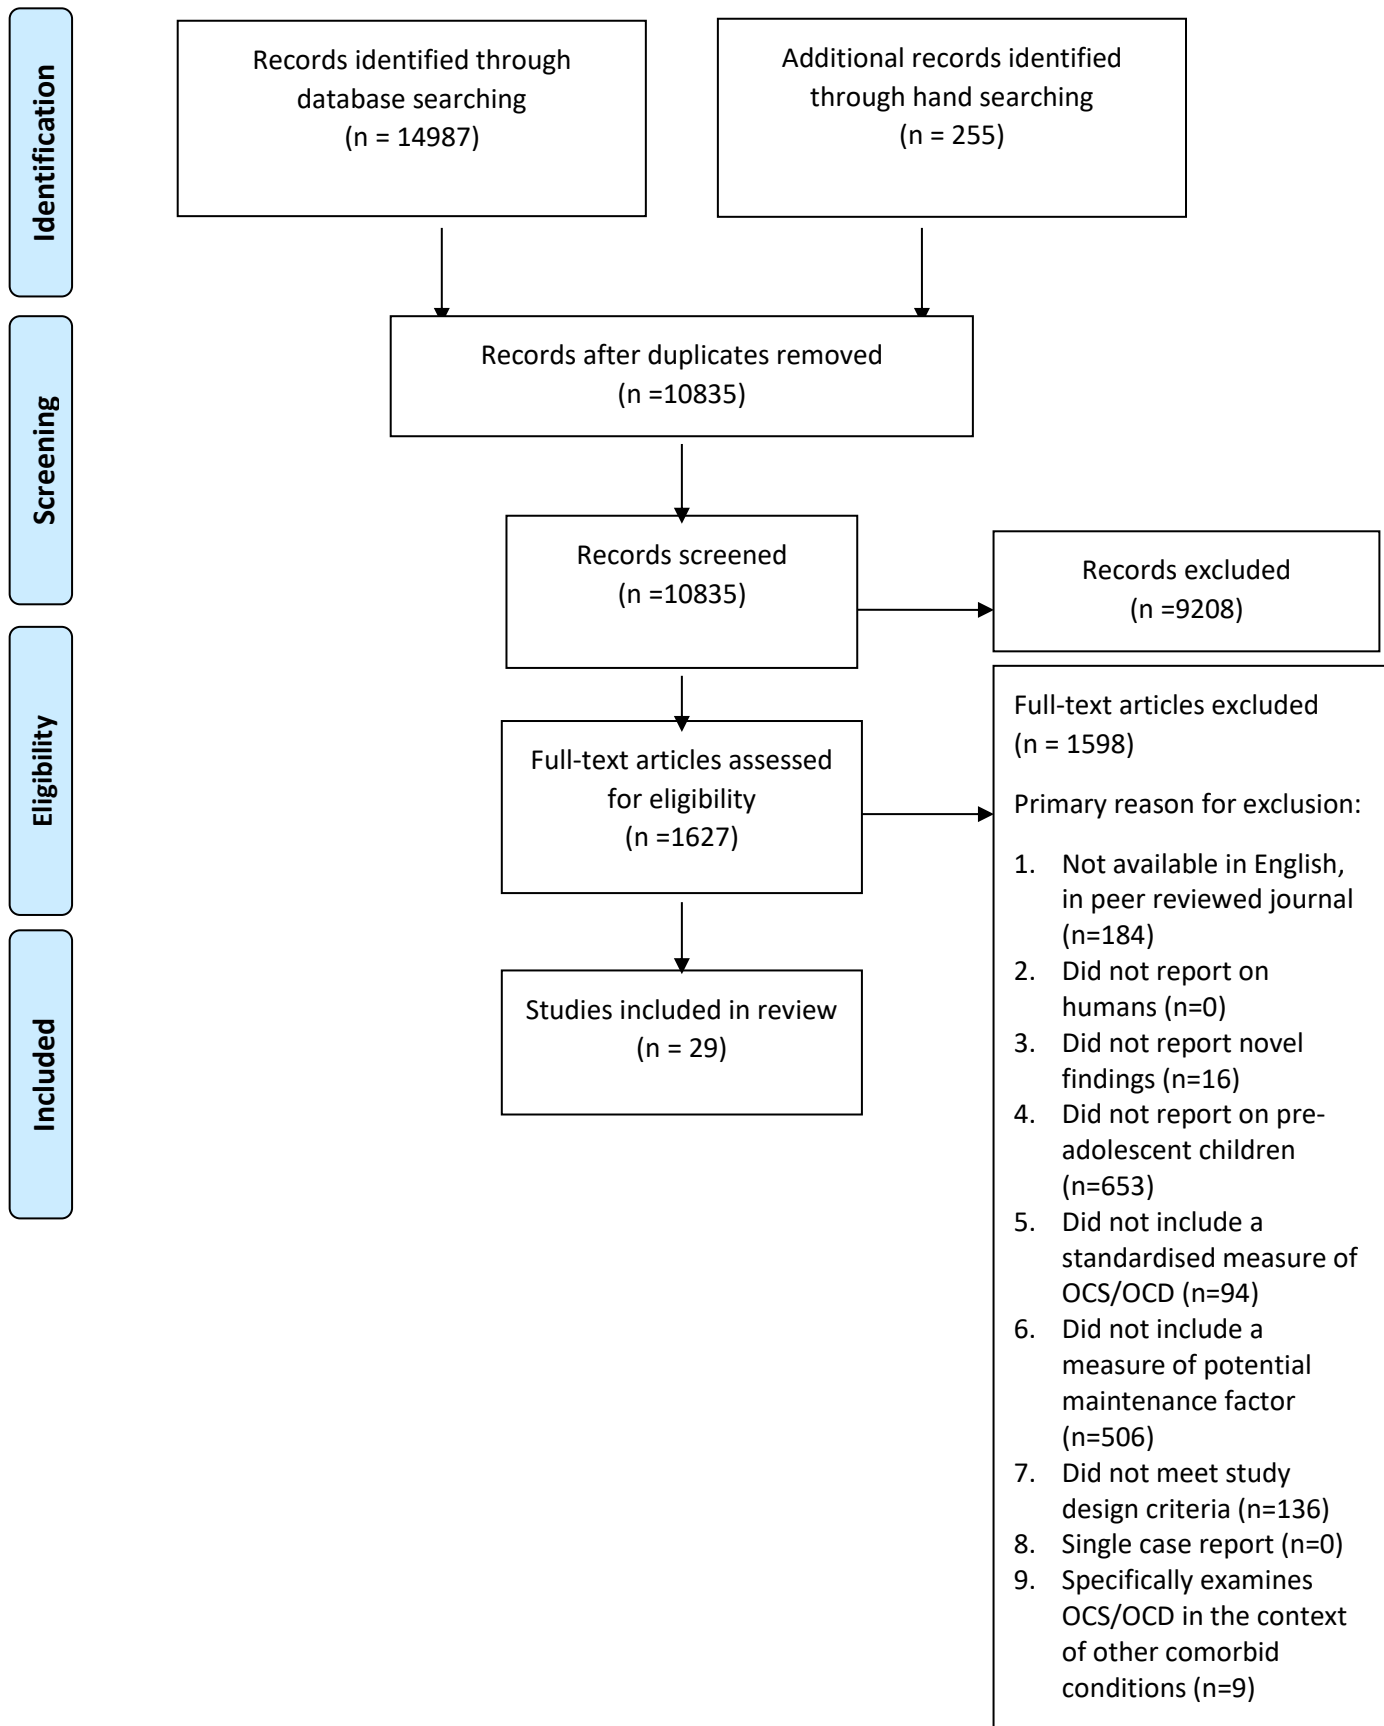 Identification
Records identified through
database searching
(n = 14987)
Additional records identified
through hand searching
(n = 255)
Screening
Records after duplicates removed
(n =10835)
Records screened
(n =10835)
Records excluded
(n =9208)
Eligibility
Full-text articles assessed
for eligibility
(n =1627)
Full-text articles excluded
(n = 1598)
Primary reason for exclusion:
1. Not available in English,
in peer reviewed journal
(n=184)
2. Did not report on
humans (n=0)
3. Did not report novel
findings (n=16)
4. Did not report on pre-
adolescent children
(n=653)
5. Did not include a
standardised measure of
OCS/OCD (n=94)
6. Did not include a
measure of potential
maintenance factor
(n=506)
7. Did not meet study
design criteria (n=136)
8. Single case report (n=0)
9. Specifically examines
OCS/OCD in the context
of other comorbid
conditions (n=9)
Included
Studies included in review
(n = 29)